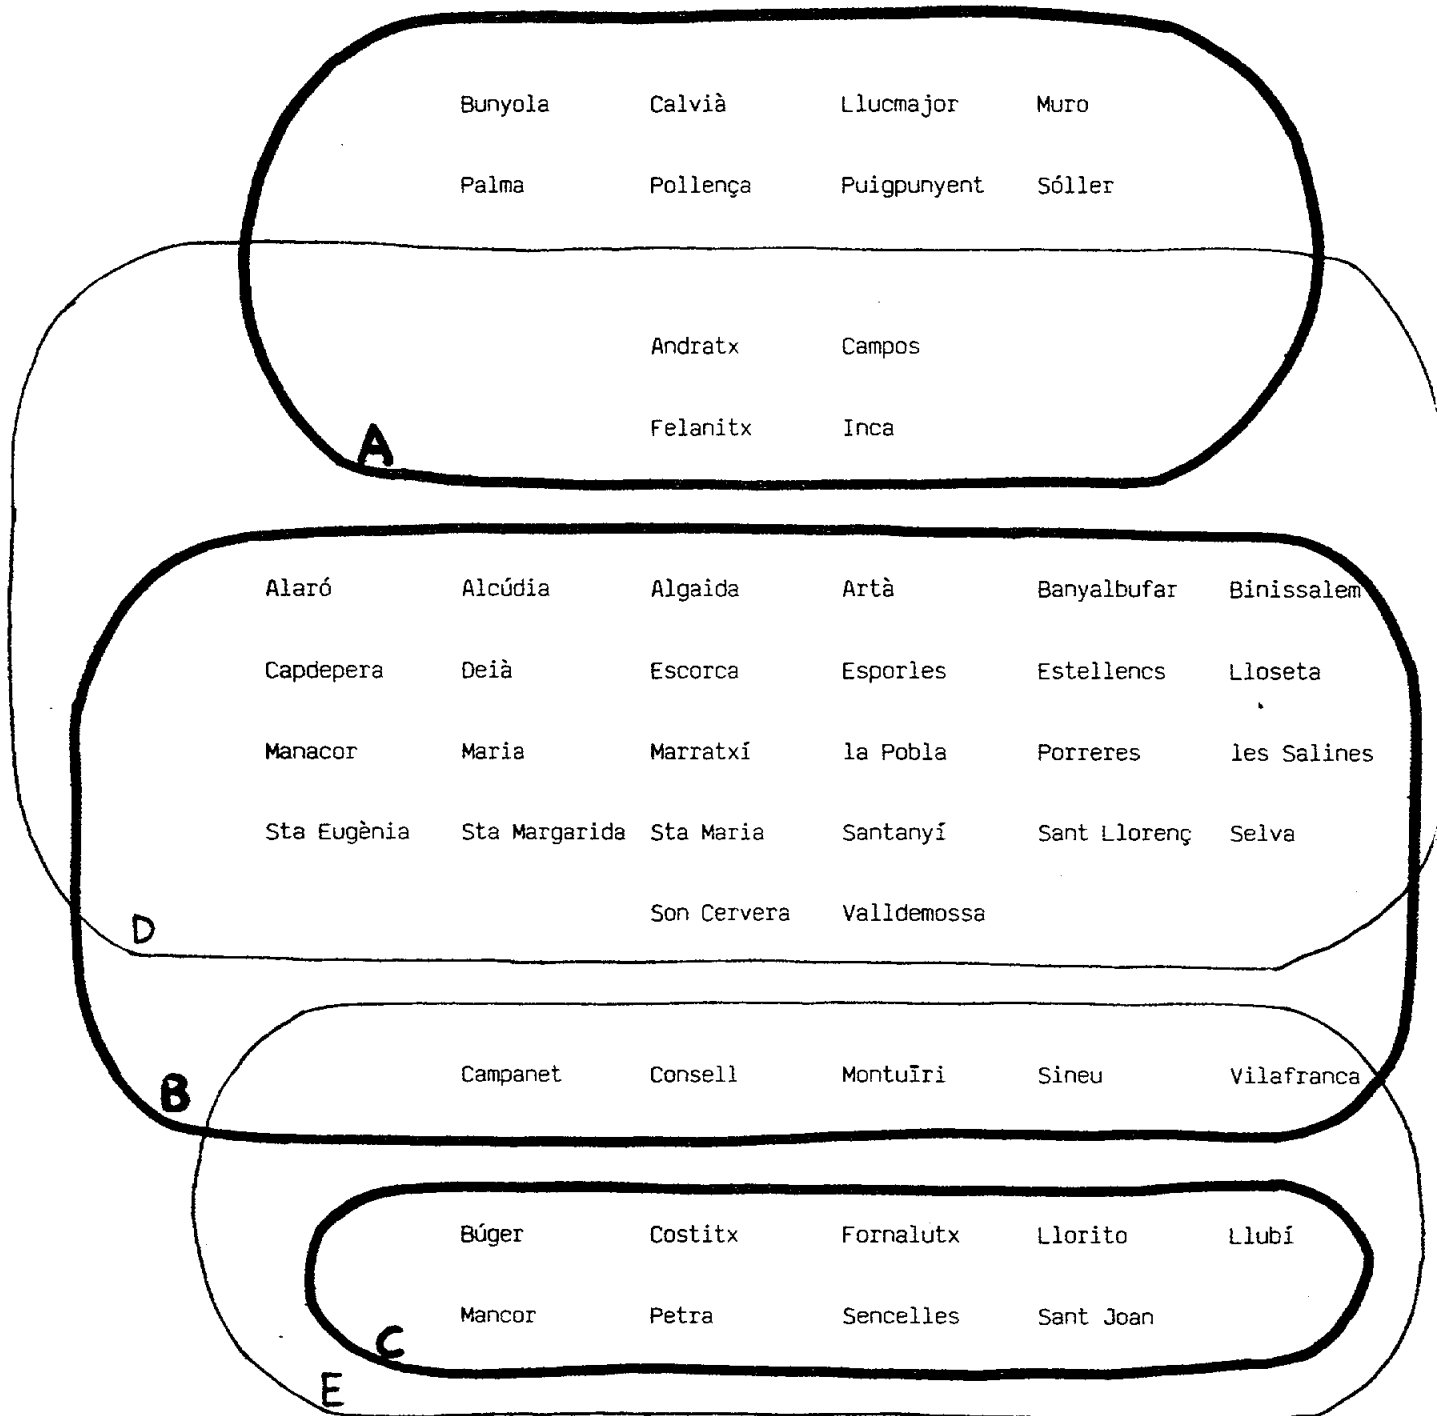 Bunyola Calvià Llucmajor Muro
Palma Pollença Puigpunyent Sóller
Andratx Campos
Felanitx Inca
A
Alaró Alcúdia Algaida Artà Banyalbufar Binissalem
Capdepera Deià Escorca Esporles Estellencs Lloseta
Manacor Maria Marratxí la Pobla Porreres les Salines
Sta Eugènia Sta Margarida Sta Maria Santanyí Sant Llorenç Selva
Son Cervera Valldemossa
D
Campanet Consell Montuïri Sineu Vilafranca
B
Búger Costitx Fornalutx Llorito Llubí
Mancor Petra Sencelles Sant Joan
C
E